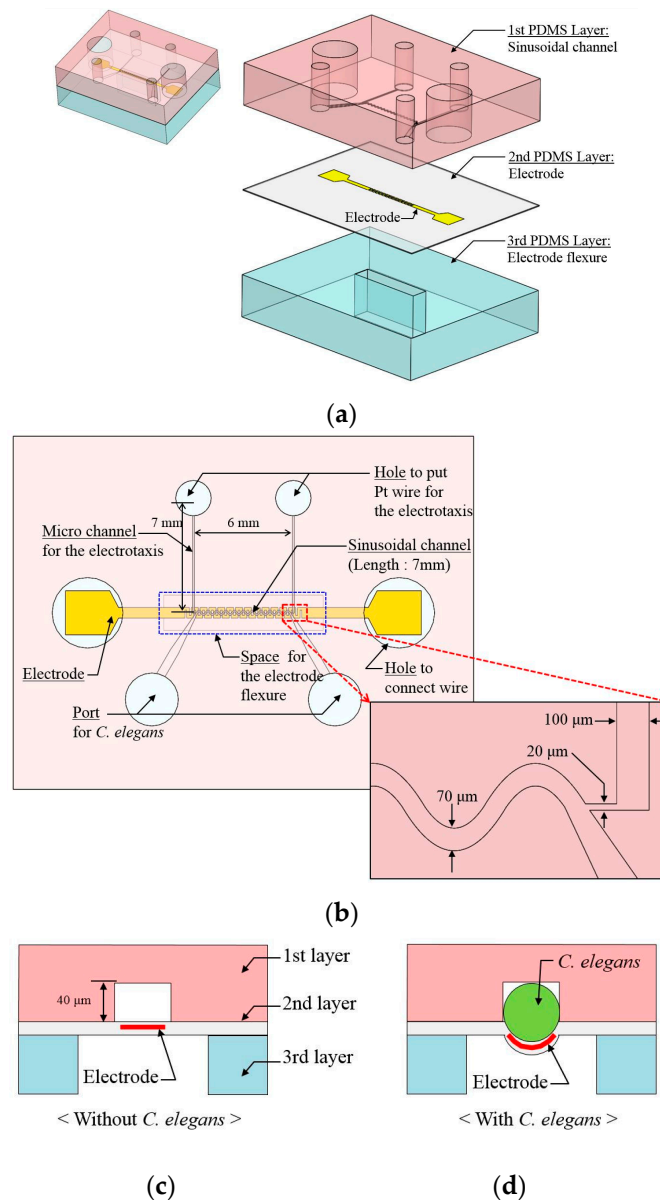 1st PDMS Layer:
Sinusoidal channel
2nd PDMS Layer:
Electrode
Electrode
3rd PDMS Layer:
Electrode flexure
(a)
Hole to put
Pt wire for
the electrotaxis
7 mm
6 mm
Micro channel
for the electrotaxis
Sinusoidal channel
(Length : 7mm)
Electrode
Space for
the electrode
flexure
Hole to
connect wire
Port
for C. elegans
100 μm
20 μm
70 μm
(b)
1st layer
40 μm
2nd layer
3rd layer
Electrode
< Without C. elegans >
(c)
C. elegans
Electrode
< With C. elegans >
(d)